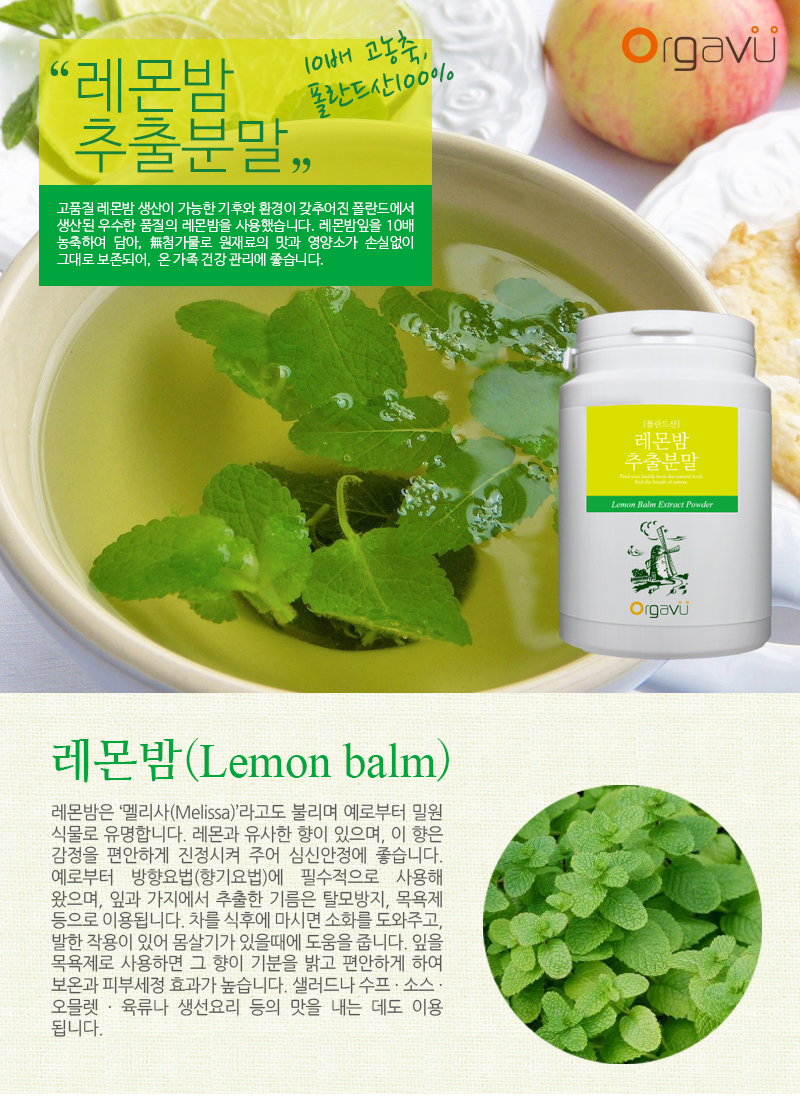 Orgavu
10배 고농축,
폴란드산100%
“레몬밤
추출분말”
고품질 레몬밤 생산이 가능한 기후와 환경이 갖추어진 폴란드에서
생산된 우수한 품질의 레몬밤을 사용했습니다. 레몬밤잎을 10배
농축하여 담아, 無첨가물로 원재료의 맛과 영양소가 손실없이
그대로 보존되어, 온 가족 건강 관리에 좋습니다.
[폴란드산]
레몬밤
추출분말
Find your health from the natural food.
Feel the breath of nature.
Lemon Balm Extract Powder
Orgavu
레몬밤(Lemon balm)
레몬밤은 ‘멜리사(Melissa)’라고도 불리며 예로부터 밀원
식물로 유명합니다. 레몬과 유사한 향이 있으며, 이 향은
감정을 편안하게 진정시켜 주어 심신안정에 좋습니다.
예로부터 방향요법(향기요법)에 필수적으로 사용해
왔으며, 잎과 가지에서 추출한 기름은 탈모방지, 목욕제
등으로 이용됩니다. 차를 식후에 마시면 소화를 도와주고,
발한 작용이 있어 몸살기가 있을때에 도움을 줍니다. 잎을
목욕제로 사용하면 그 향이 기분을 밝고 편안하게 하여
보온과 피부세정 효과가 높습니다. 샐러드나 수프 · 소스 ·
오믈렛 · 육류나 생선요리 등의 맛을 내는 데도 이용
됩니다.